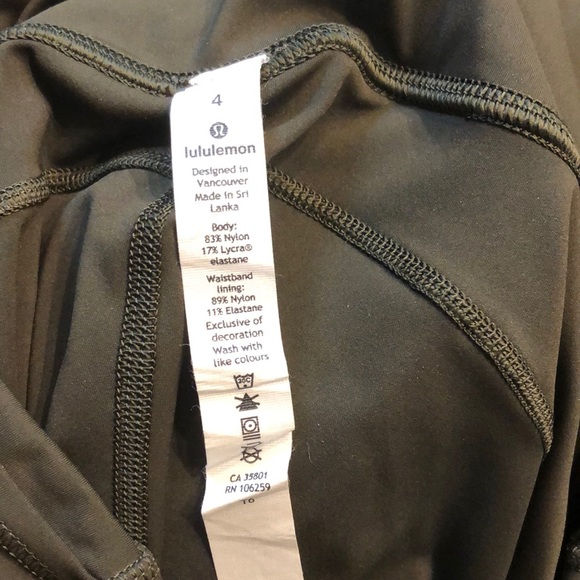 4
lululemon
Designed in
Vancouver
Made in Sri
Lanka
Body:
83% Nylon
17% Lycra®
elastane
Waistband
lining:
89% Nylon
11% Elastane
Exclusive of
decoration
Wash with
like colours
CA 35801
RN 106259